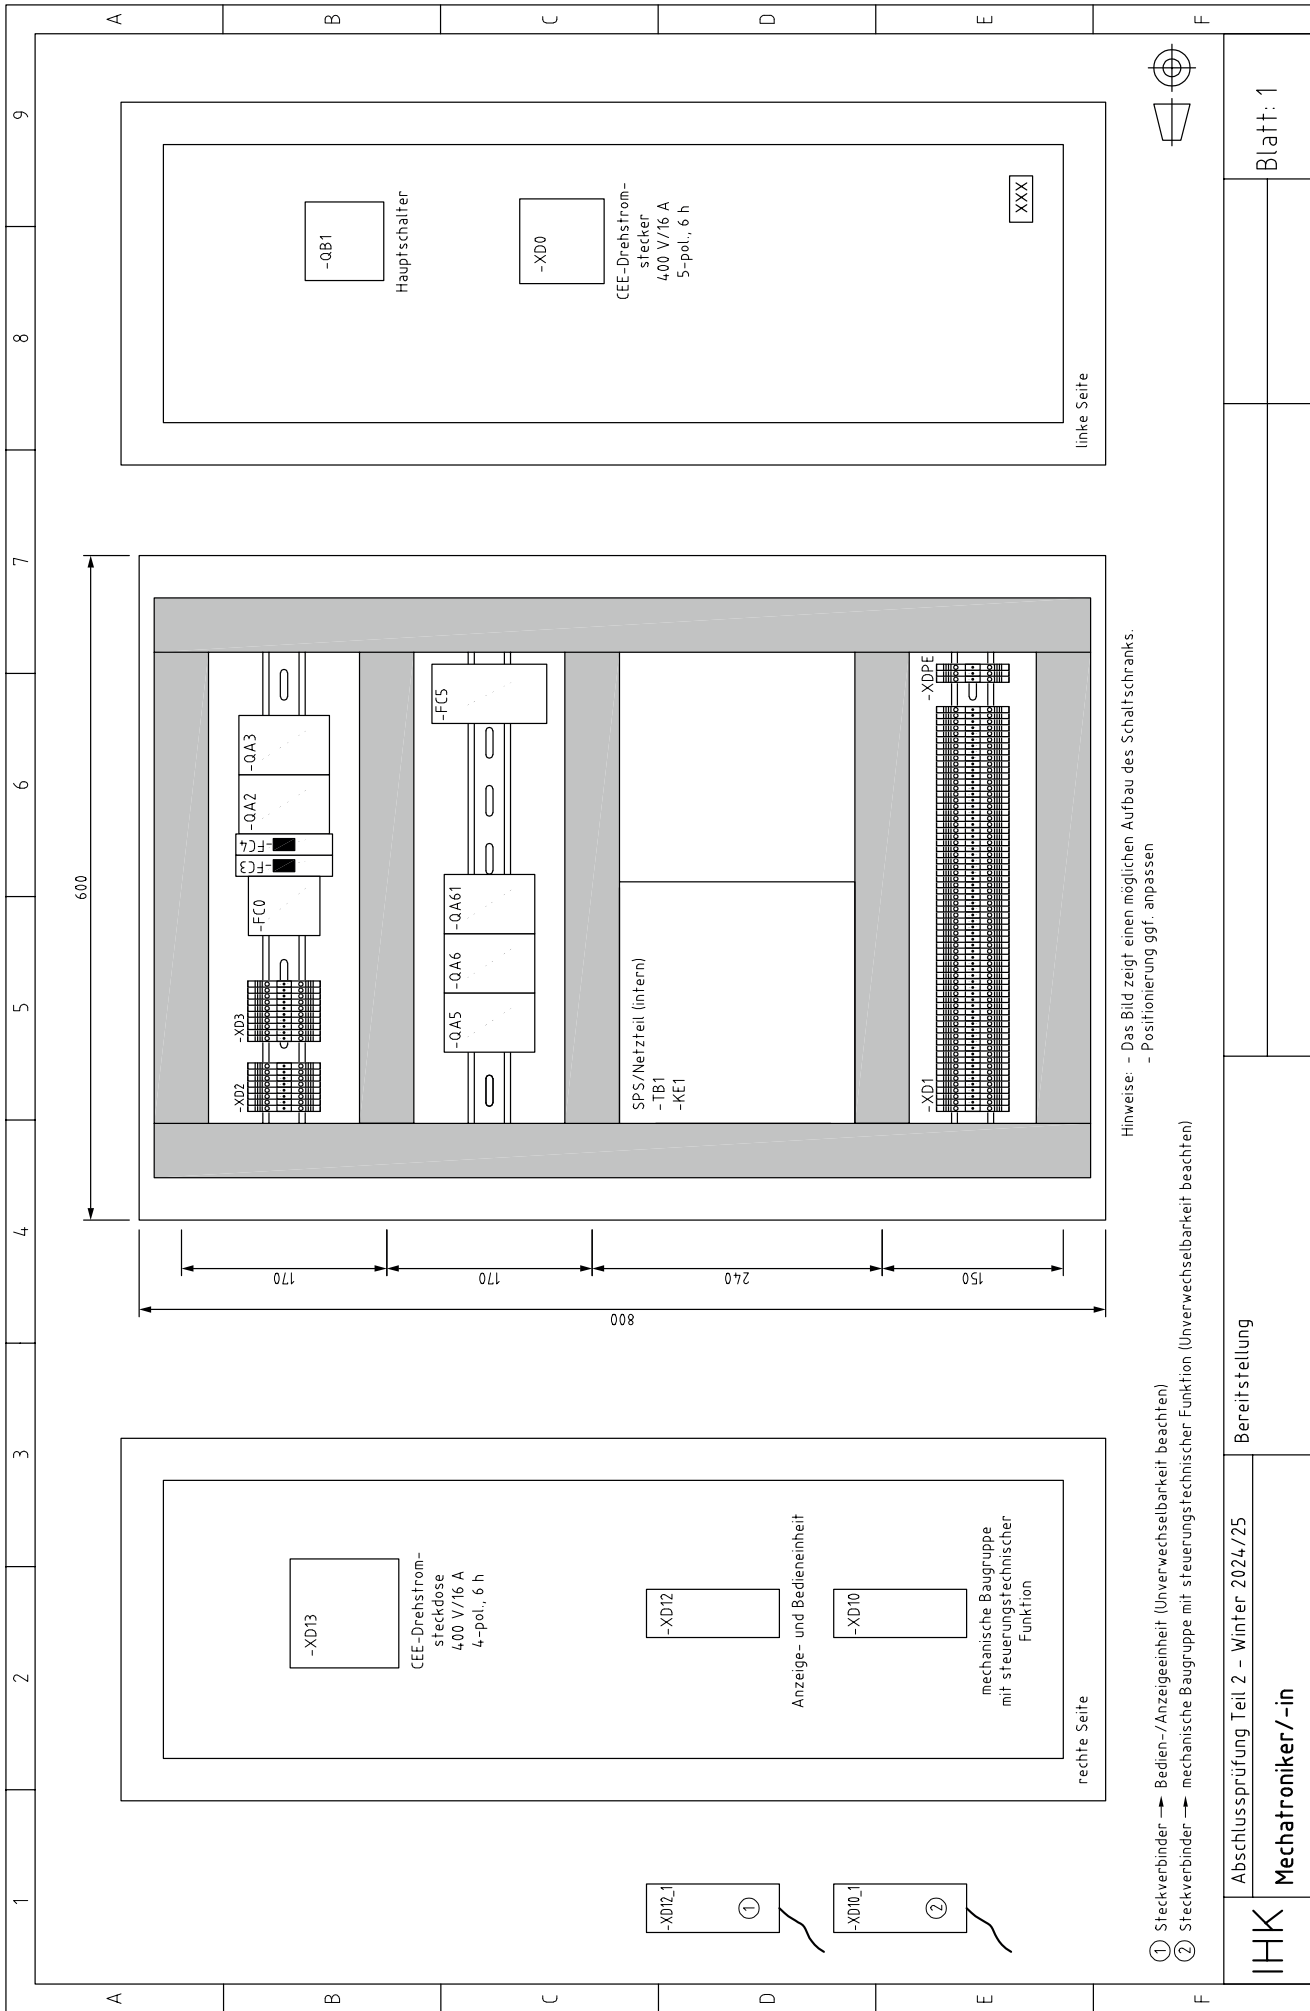 1 2 3 4 5 6 7 8 9
A
B
C
D
E
F
A
B
C
D
E
F
-XD12_1
1
-XD10_1
2
-XD13
CEE-Drehstrom-
steckdose
400 V/16 A
4-pol., 6 h
-XD12
Anzeige- und Bedieneinheit
-XD10
mechanische Baugruppe
mit steuerungstechnischer
Funktion
rechte Seite
600
800
170
170
240
150
-XD2
-XD3
-FC0
-FC3
-FC4
-QA2
-QA3
-QA5
-QA6
-QA61
-FC5
SPS/Netzteil (intern)
-TB1
-KE1
-XD1
-XDPE
-QB1
Hauptschalter
-XD0
CEE-Drehstrom-
stecker
400 V/16 A
5-pol., 6 h
XXX
linke Seite
Hinweise: - Das Bild zeigt einen möglichen Aufbau des Schaltschranks.
- Positionierung ggf. anpassen
1 Steckverbinder → Bedien-/Anzeigeeinheit (Unverwechselbarkeit beachten)
2 Steckverbinder → mechanische Baugruppe mit steuerungstechnischer Funktion (Unverwechselbarkeit beachten)
IHK
Abschlussprüfung Teil 2 – Winter 2024/25
Mechatroniker/-in
Bereitstellung
Blatt: 1